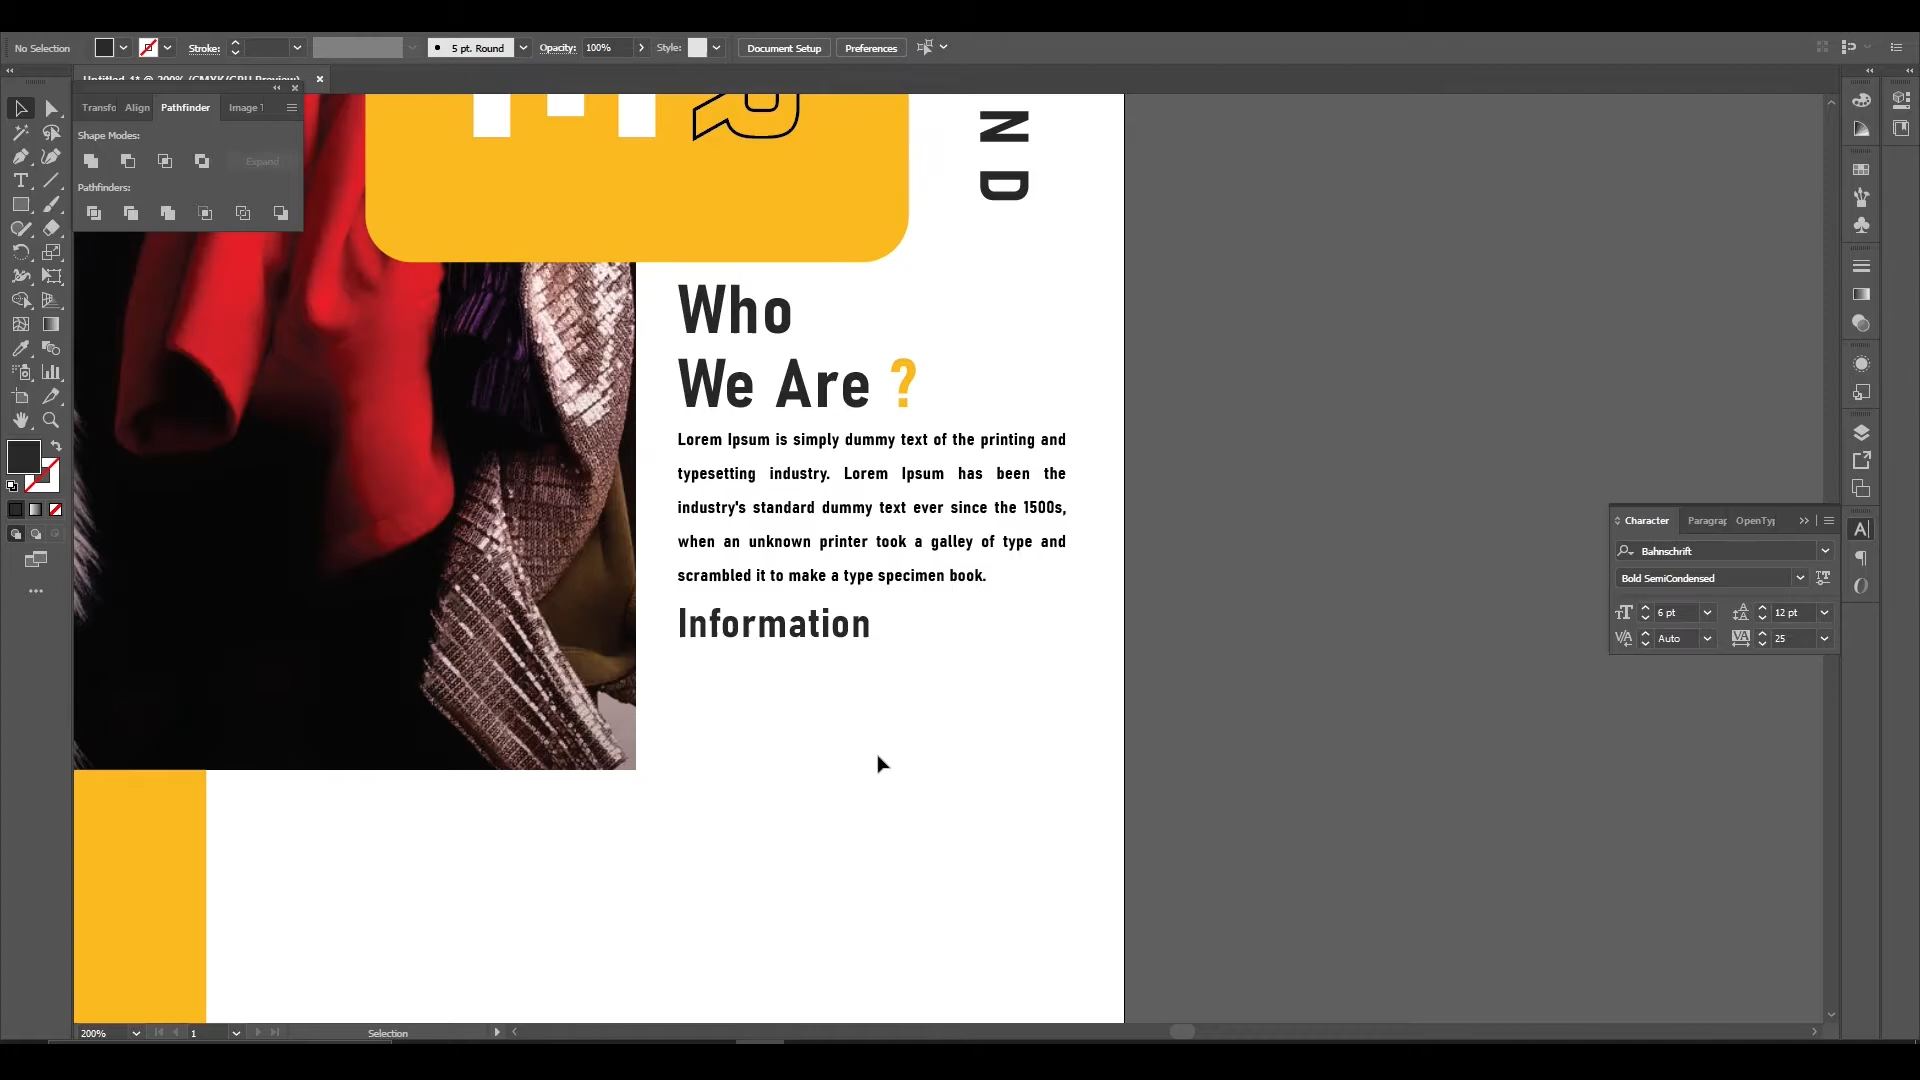 No Selection
Stroke:
5 pt. Round
Opacity: 100%
Style:
Document Setup
Preferences
Untitled-1* @ 200% (CMYK/GPU Preview)
Transfo
Align
Pathfinder
Image T
Shape Modes:
Expand
Pathfinders:
N D
Who
We Are ?
Lorem Ipsum is simply dummy text of the printing and
typesetting industry. Lorem Ipsum has been the
industry's standard dummy text ever since the 1500s,
when an unknown printer took a galley of type and
scrambled it to make a type specimen book.
Information
Character
Paragrap
OpenTyp
Bahnschrift
Bold SemiCondensed
6 pt
12 pt
Auto
25
200%
1
Selection